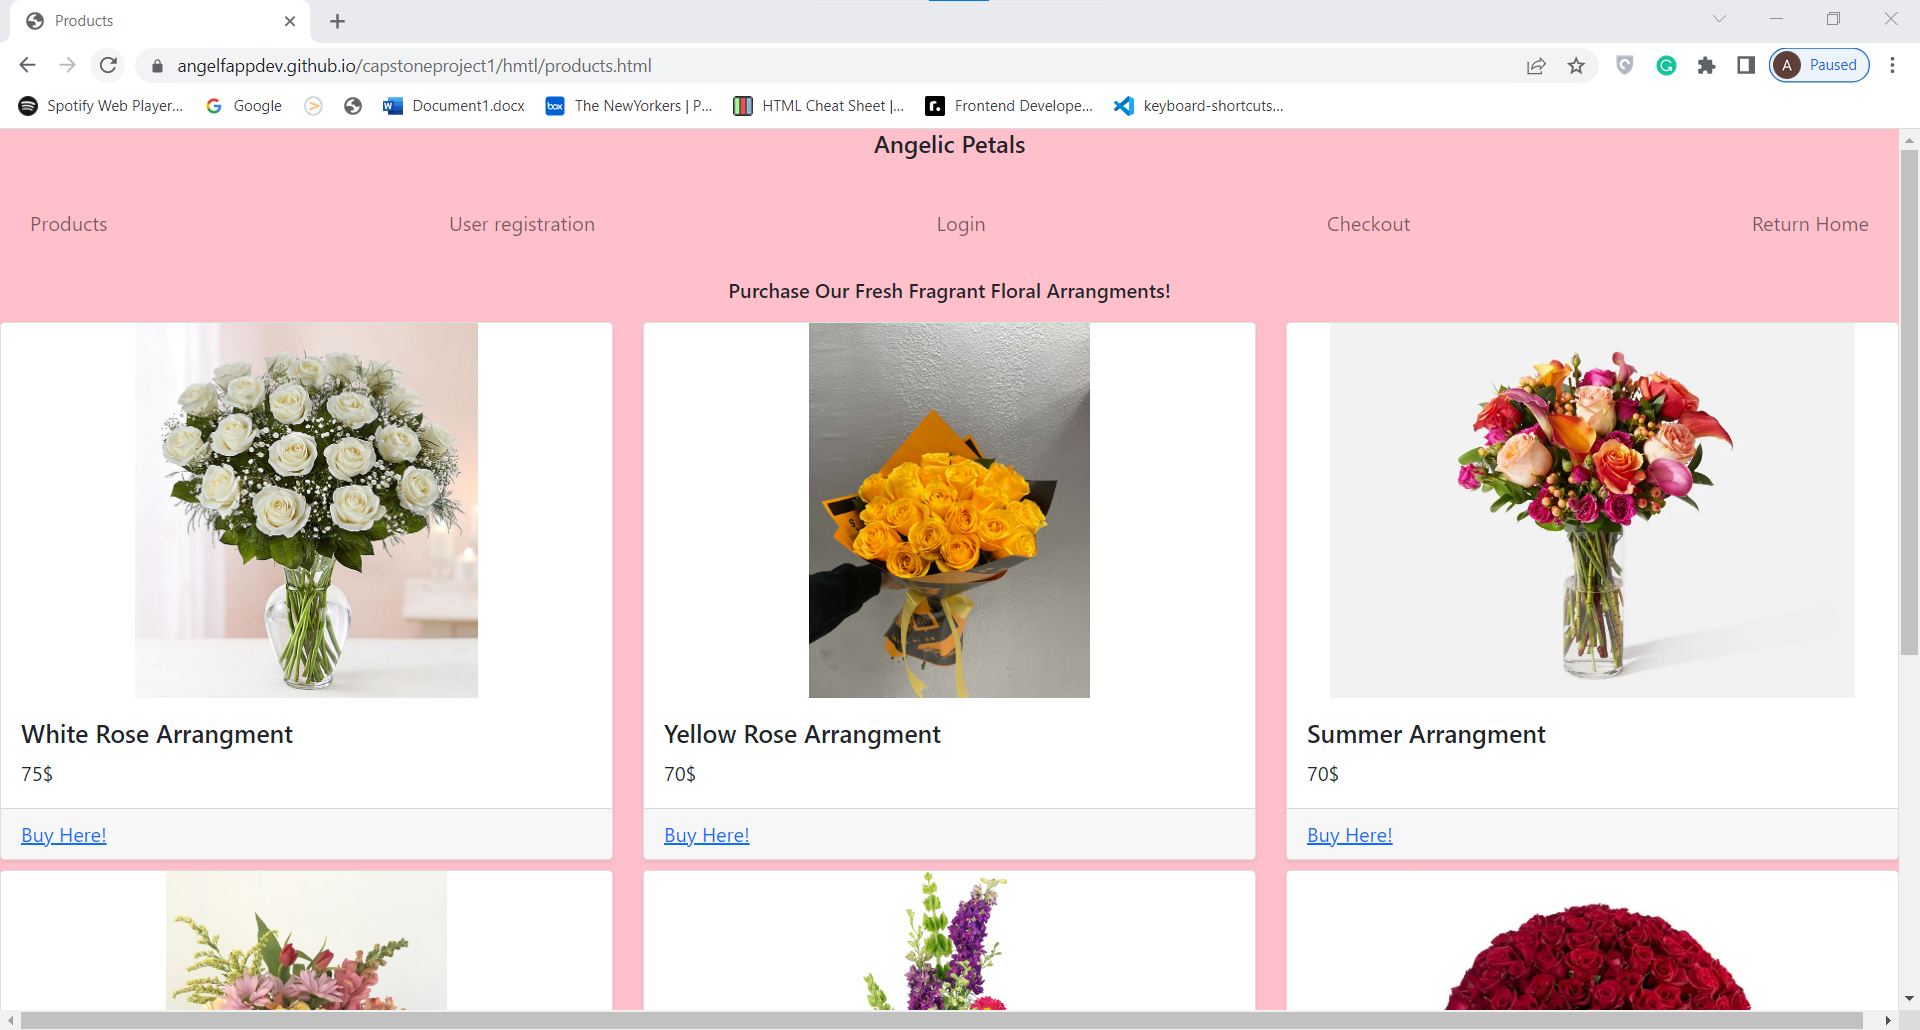 Products
angelfappdev.github.io/capstoneproject1/hmtl/products.html
A Paused
Spotify Web Player... Google Document1.docx box The NewYorkers | P... HTML Cheat Sheet |... r. Frontend Develope... keyboard-shortcuts...
Angelic Petals
Products User registration Login Checkout Return Home
Purchase Our Fresh Fragrant Floral Arrangments!
White Rose Arrangment Yellow Rose Arrangment Summer Arrangment
75$ 70$ 70$
Buy Here! Buy Here! Buy Here!